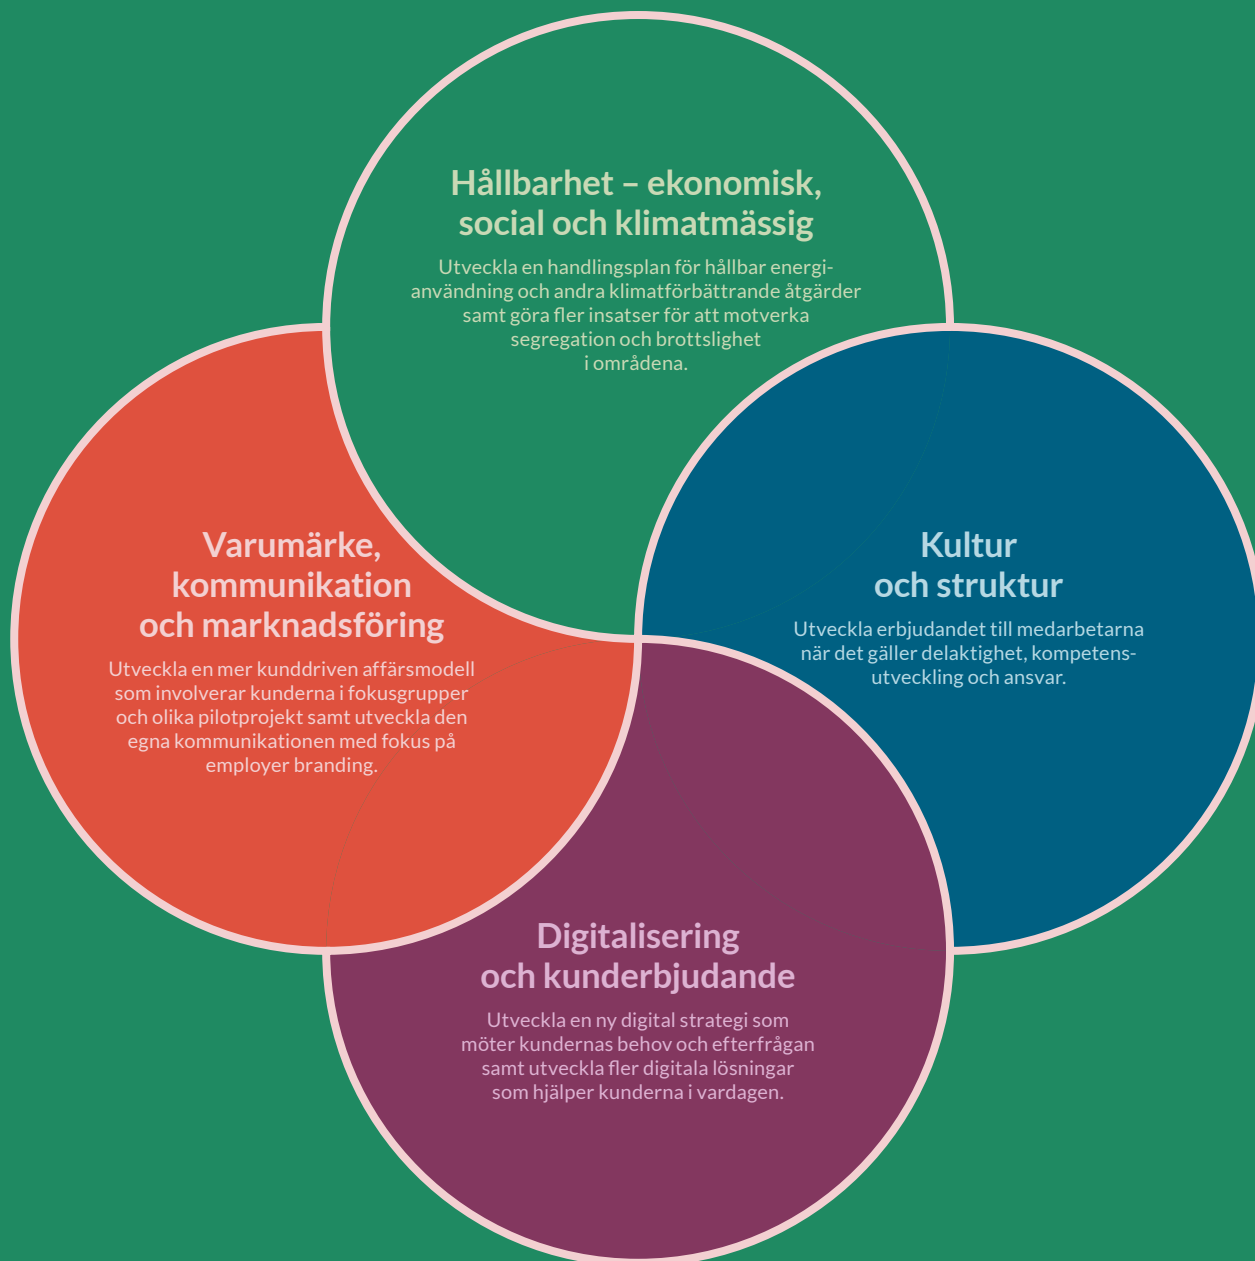 Hållbarhet – ekonomisk,
social och klimatmässig
Utveckla en handlingsplan för hållbar energi-
användning och andra klimatförbättrande åtgärder
samt göra fler insatser för att motverka
segregation och brottslighet
i områdena.
Varumärke,
kommunikation
och marknadsföring
Utveckla en mer kunddriven affärsmodell
som involverar kunderna i fokusgrupper
och olika pilotprojekt samt utveckla den
egna kommunikationen med fokus på
employer branding.
Kultur
och struktur
Utveckla erbjudandet till medarbetarna
när det gäller delaktighet, kompetens-
utveckling och ansvar.
Digitalisering
och kunderbjudande
Utveckla en ny digital strategi som
möter kundernas behov och efterfrågan
samt utveckla fler digitala lösningar
som hjälper kunderna i vardagen.